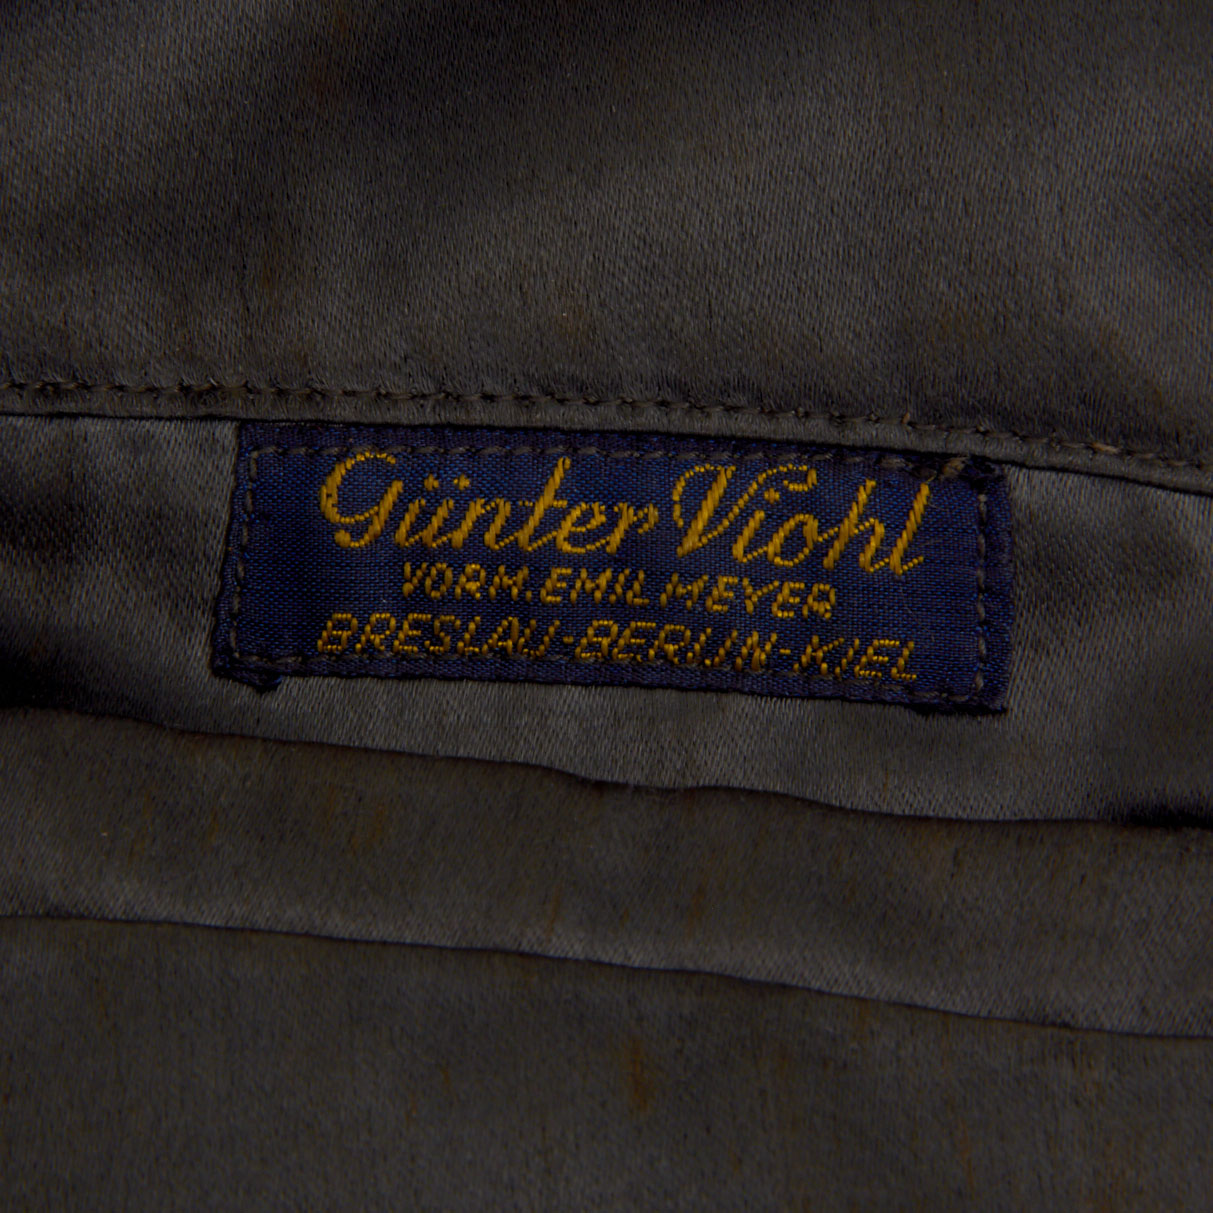 Günter Viohl
VORM. EMIL MEYER
BRESLAU-BERLIN-KIEL